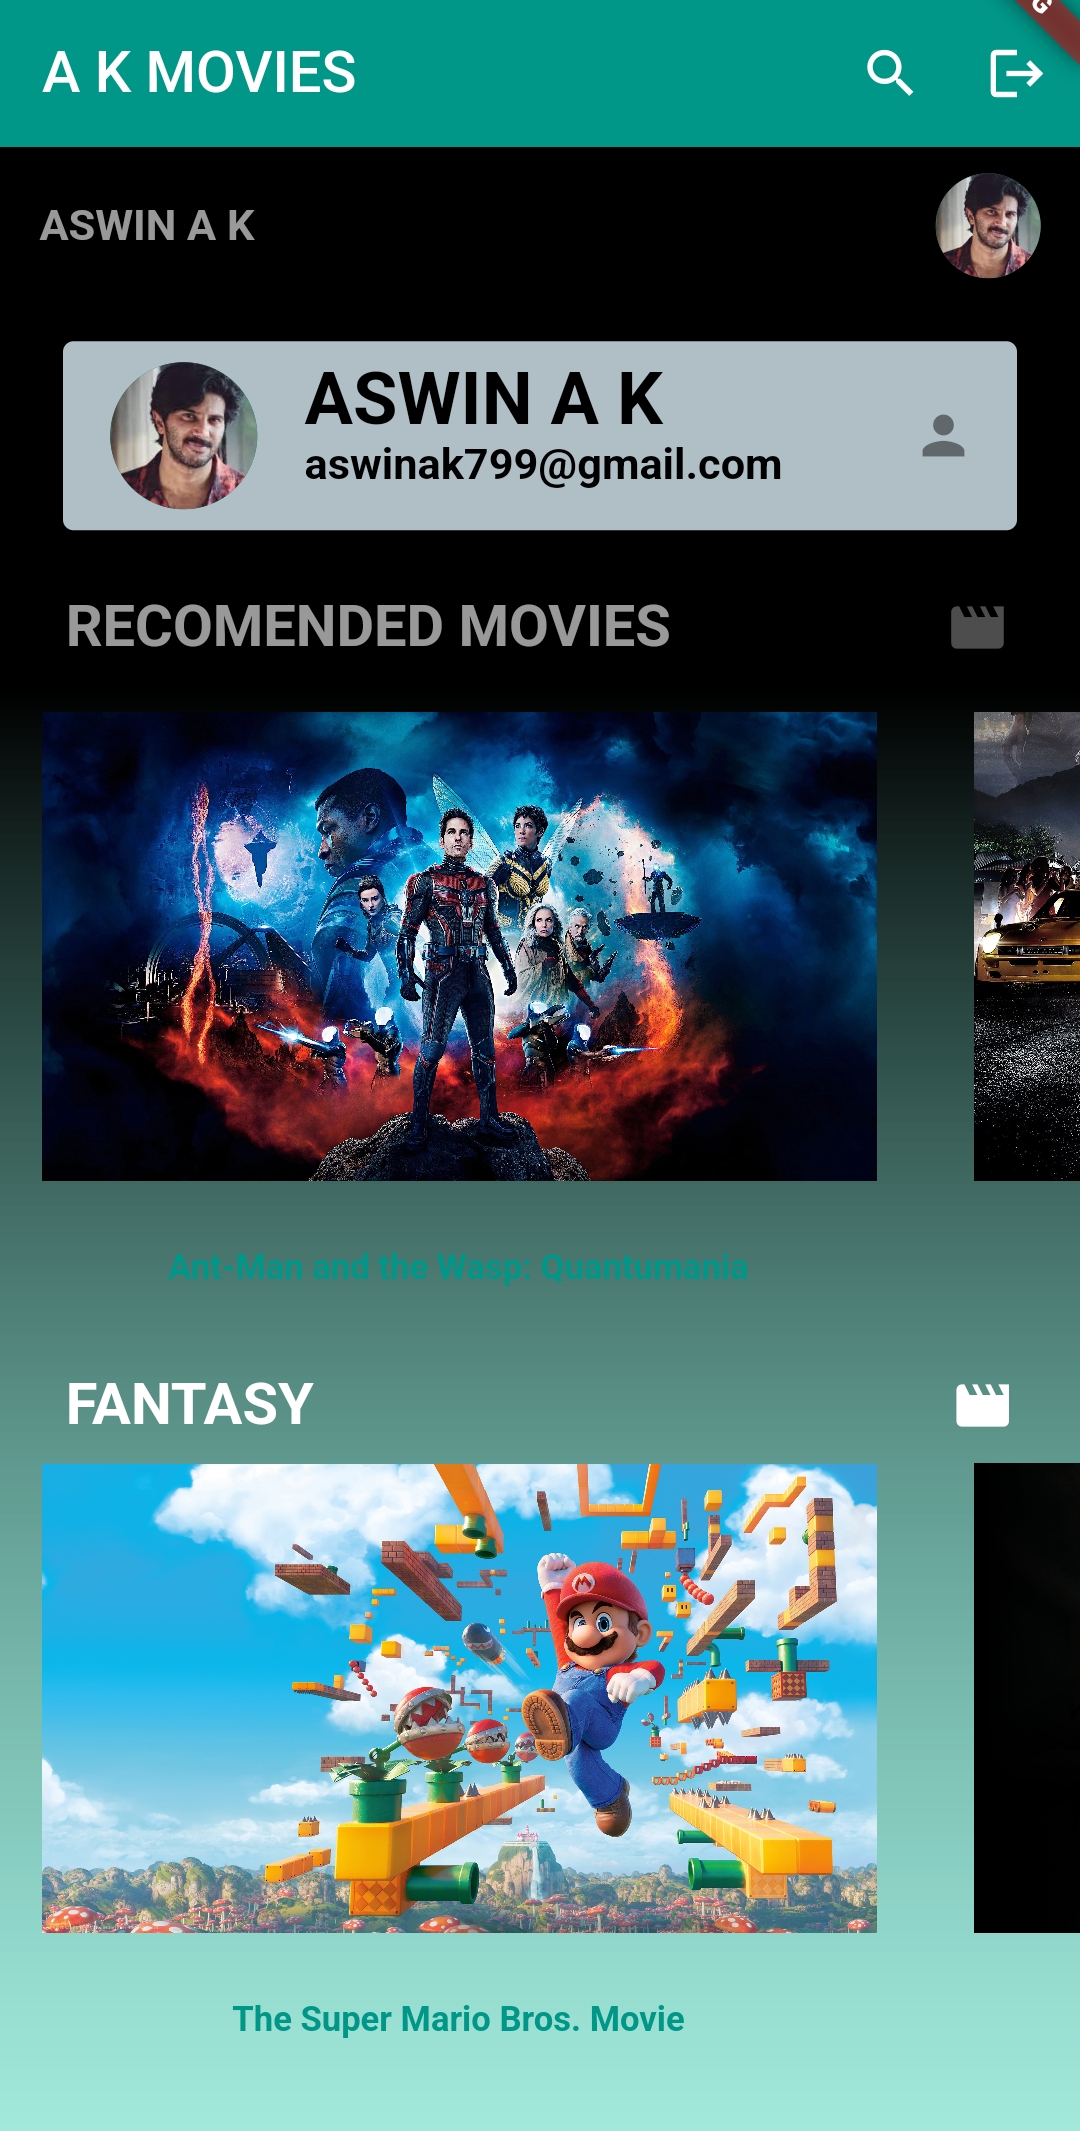 A K MOVIES
ASWIN A K
ASWIN A K
aswinak799@gmail.com
RECOMENDED MOVIES
Ant-Man and the Wasp: Quantumania
FANTASY
The Super Mario Bros. Movie